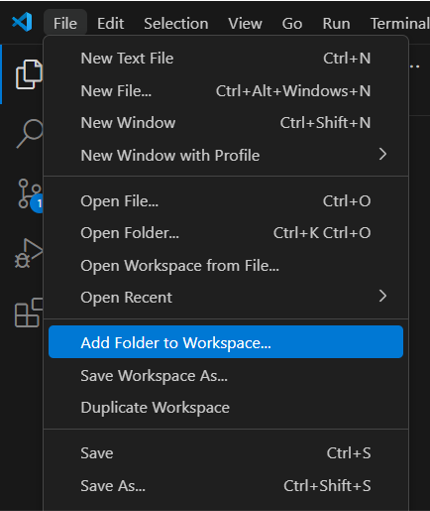 File Edit Selection View Go Run Terminal
New Text File Ctrl+N
New File... Ctrl+Alt+Windows+N
New Window Ctrl+Shift+N
New Window with Profile
Open File... Ctrl+O
Open Folder... Ctrl+K Ctrl+O
Open Workspace from File...
Open Recent
Add Folder to Workspace...
Save Workspace As...
Duplicate Workspace
Save Ctrl+S
Save As... Ctrl+Shift+S
1